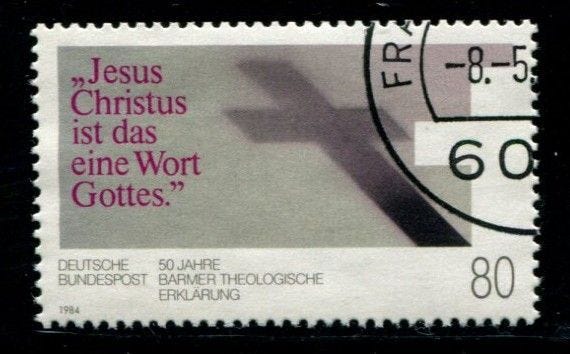 „Jesus
Christus
ist das
eine Wort
Gottes.”
FRA
-8.-5.
60
DEUTSCHE
BUNDESPOST
50 JAHRE
BARMER THEOLOGISCHE
ERKLÄRUNG
80
1984